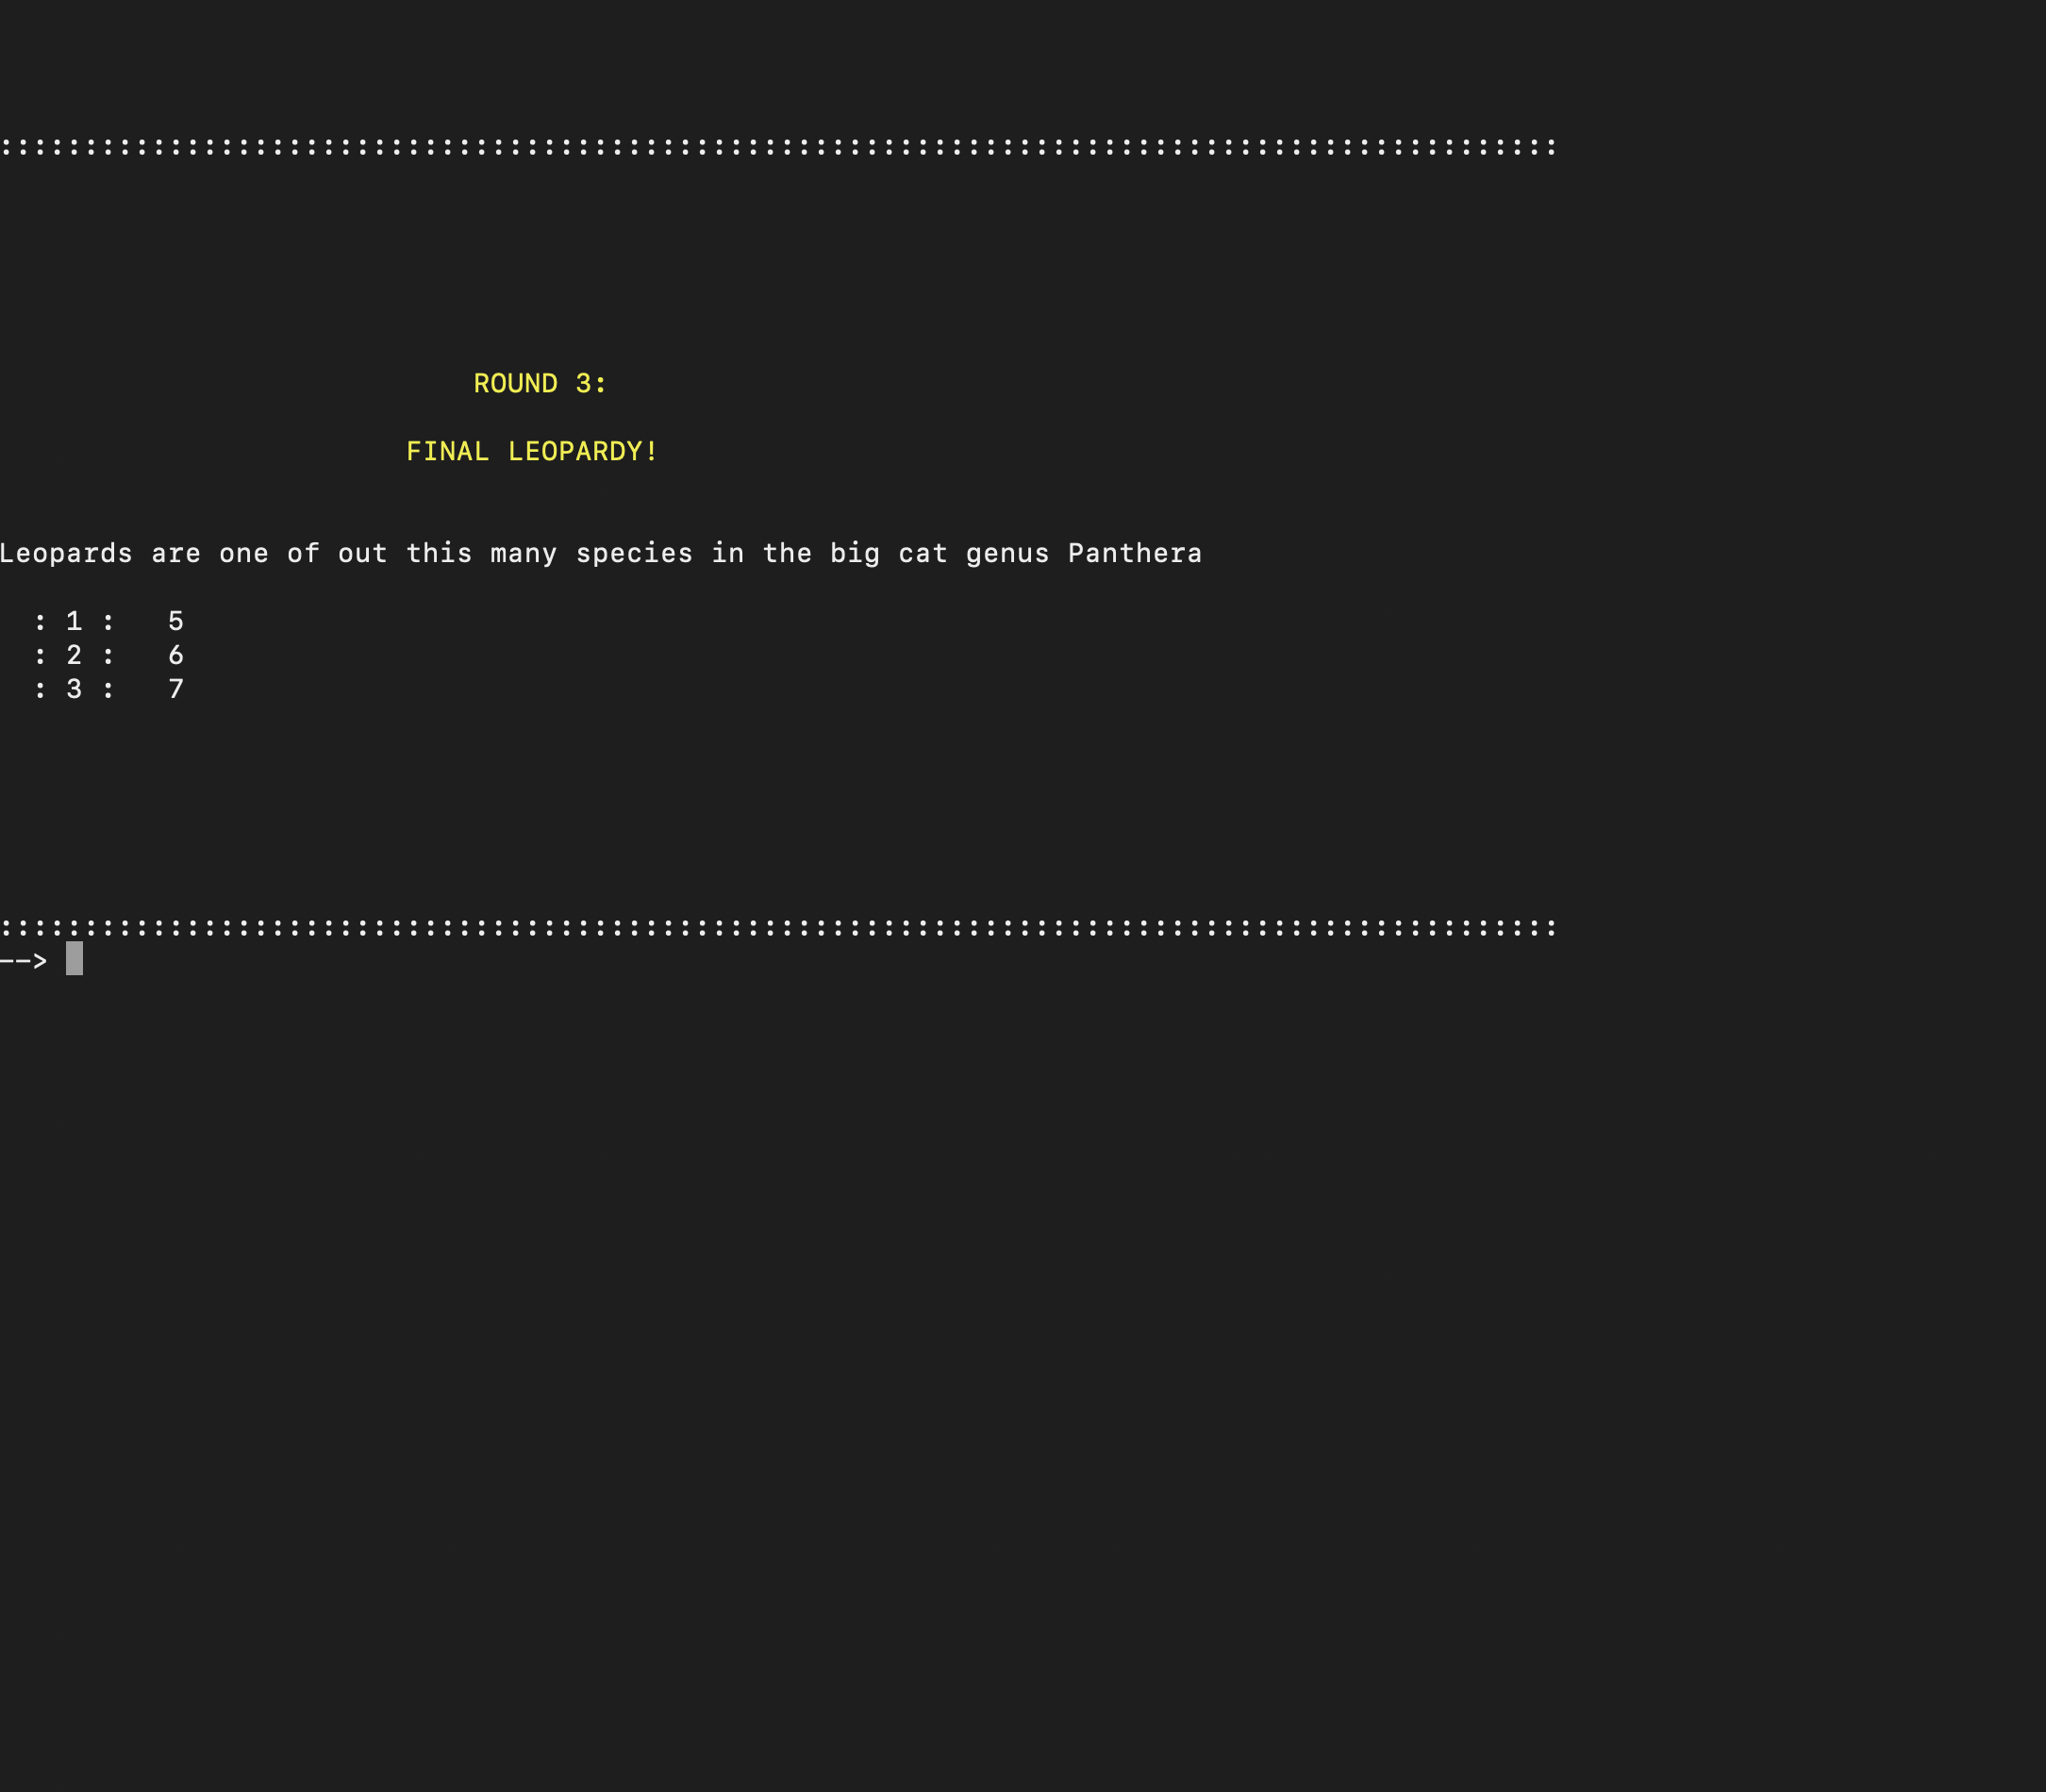 ::::::::::::::::::::::::::::::::::::::::::::::::::::::::::::::::::::::::::::::::::::::::::::
ROUND 3:
FINAL LEOPARDY!
Leopards are one of out this many species in the big cat genus Panthera
: 1 :   5
: 2 :   6
: 3 :   7
::::::::::::::::::::::::::::::::::::::::::::::::::::::::::::::::::::::::::::::::::::::::::::
-->